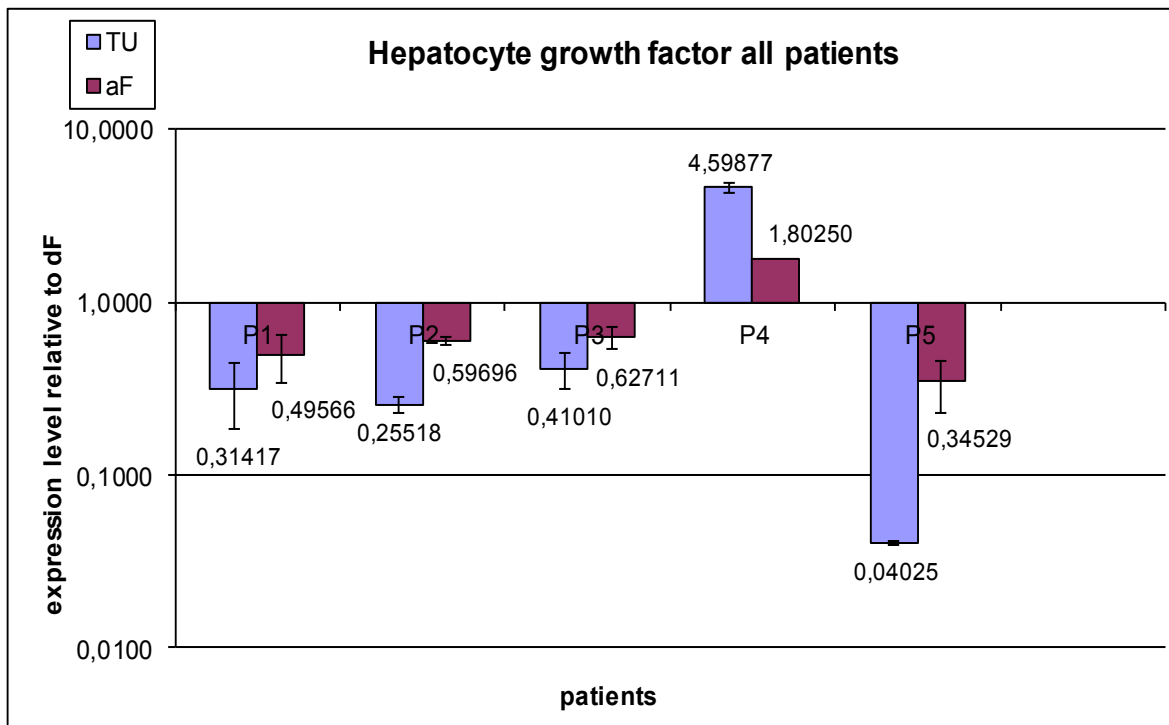 TU
aF
Hepatocyte growth factor all patients
expression level relative to dF
10,0000
1,0000
0,1000
0,0100
4,59877
1,80250
P1
P2
P3
P4
P5
0,31417
0,49566
0,25518
0,59696
0,41010
0,62711
0,04025
0,34529
patients